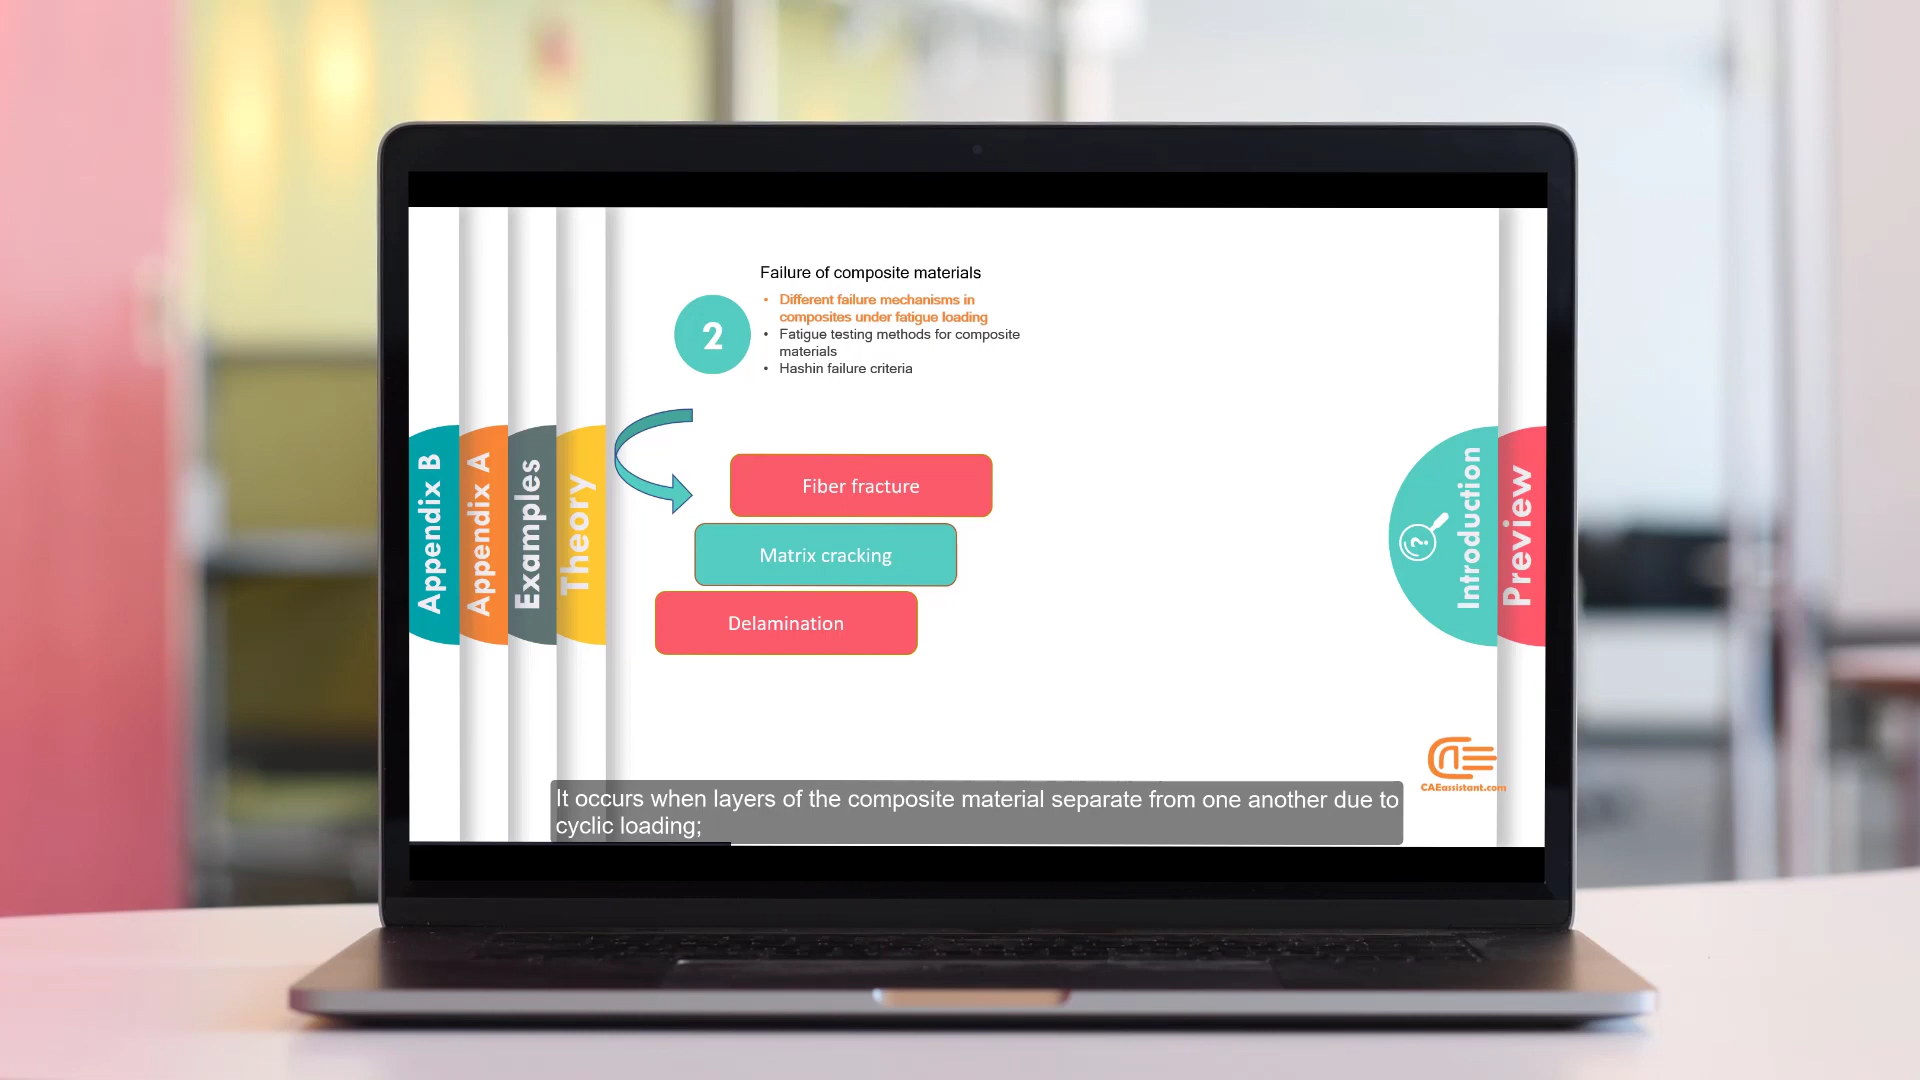 Failure of composite materials
2
• Different failure mechanisms in
composites under fatigue loading
• Fatigue testing methods for composite
materials
• Hashin failure criteria
Appendix B
Appendix A
Examples
Theory
Fiber fracture
Matrix cracking
Delamination
?
Introduction
Preview
CAEassistant.com
It occurs when layers of the composite material separate from one another due to
cyclic loading;